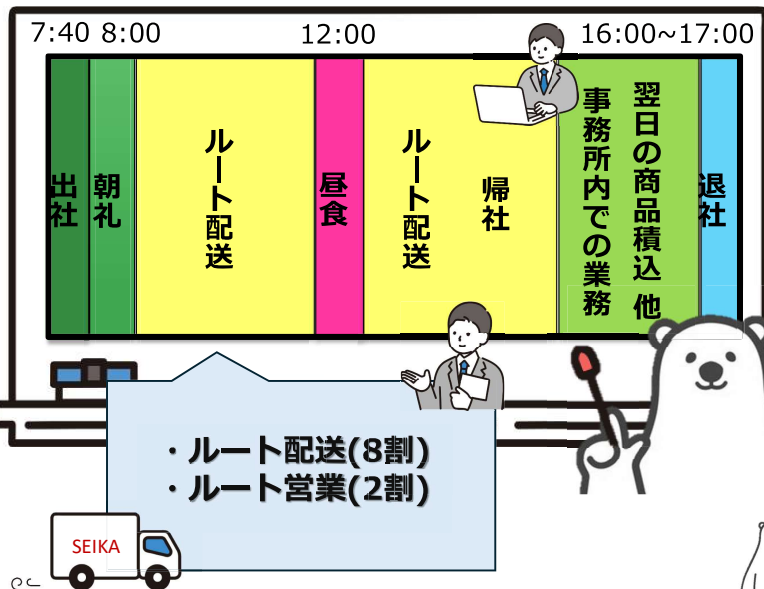 7:40 8:00 12:00 16:00~17:00
出社
朝礼
ルート配送
昼食
ルート配送
帰社
翌日の商品積込 他
事務所内での業務
退社
・ルート配送(8割)
・ルート営業(2割)
SEIKA